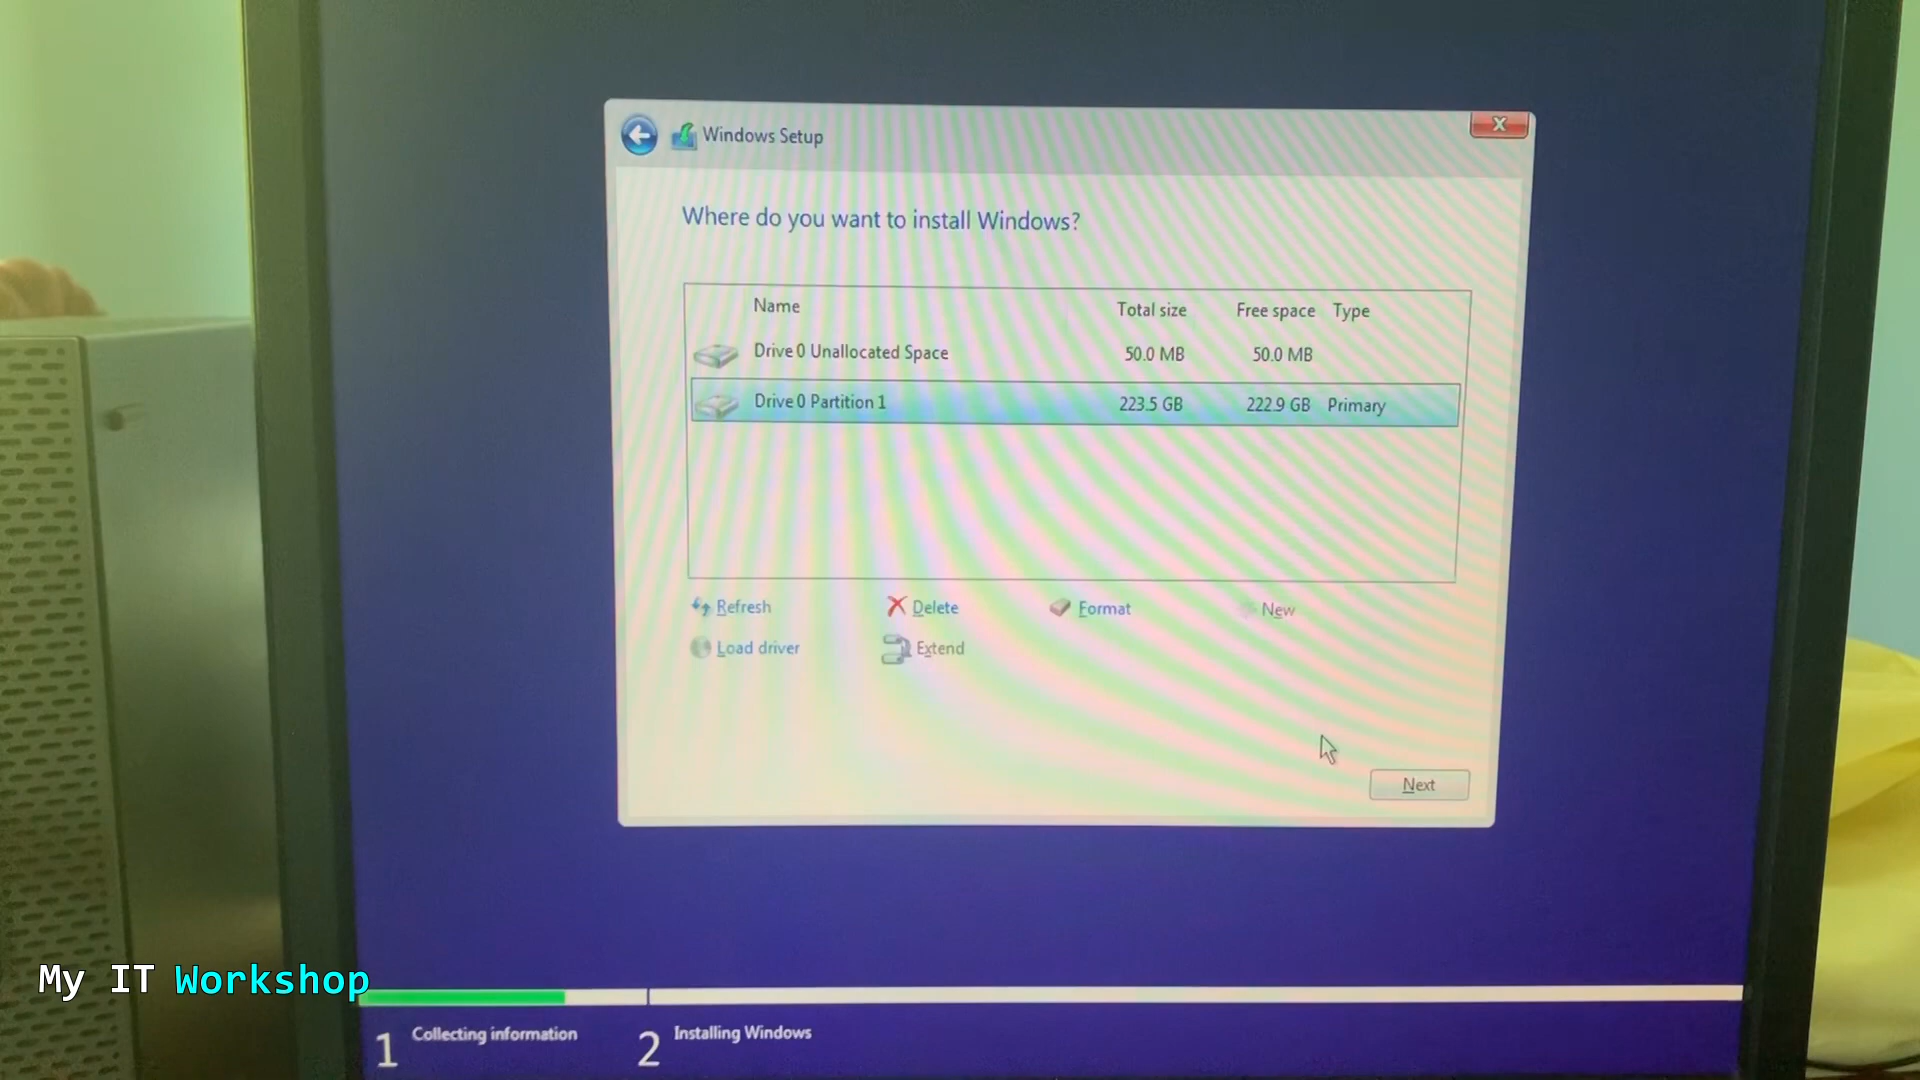 Windows Setup
X
Where do you want to install Windows?
Name Total size Free space Type
Drive 0 Unallocated Space 50.0 MB 50.0 MB
Drive 0 Partition 1 223.5 GB 222.9 GB Primary
Refresh Delete Format New
Load driver Extend
Next
My IT Workshop
1 Collecting information 2 Installing Windows